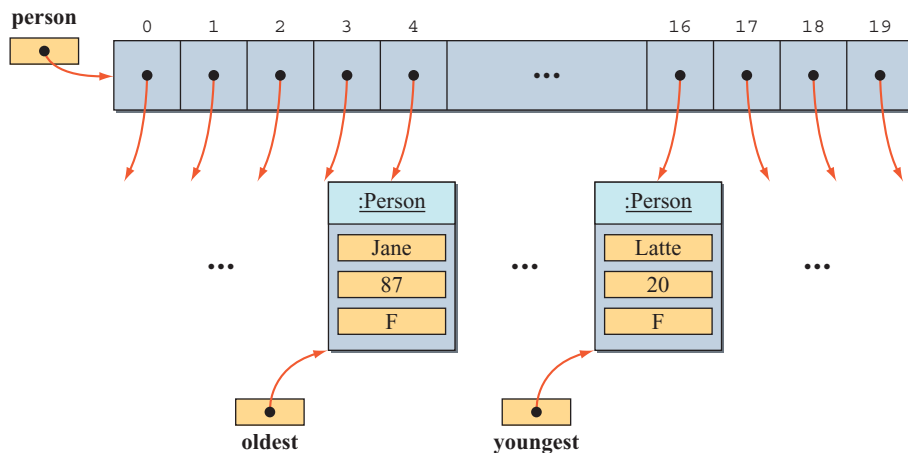 person
0 1 2 3 4 16 17 18 19
...
:Person :Person
Jane Latte
... 87 ... 20 ...
F F
oldest youngest